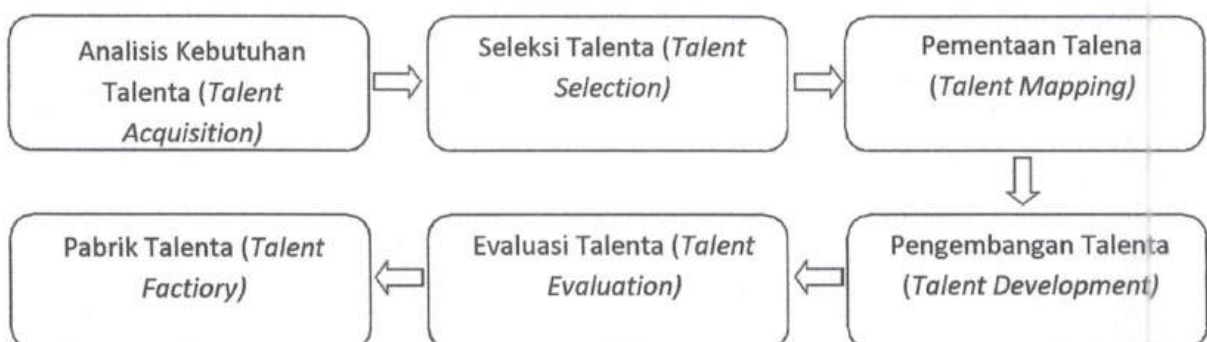 Analisis Kebutuhan
Talenta (Talent
Acquisition)
Seleksi Talenta (Talent
Selection)
Pementaan Talena
(Talent Mapping)
Pengembangan Talenta
(Talent Development)
Evaluasi Talenta (Talent
Evaluation)
Pabrik Talenta (Talent
Factiory)